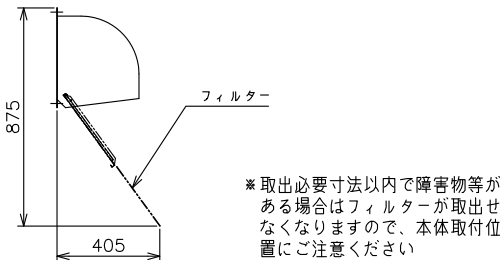 フィルター
875
405
※取出必要寸法以内で障害物等が
ある場合はフィルターが取出せ
なくなりますので、本体取付位
置にご注意ください